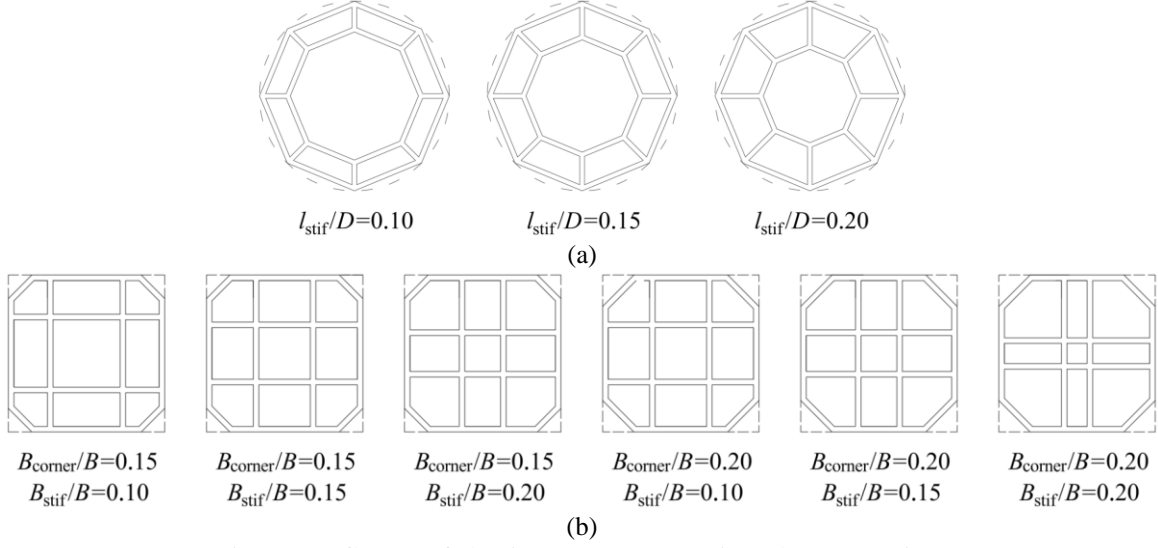 l_stif/D=0.10 l_stif/D=0.15 l_stif/D=0.20
(a)
B_corner/B=0.15 B_corner/B=0.15 B_corner/B=0.15 B_corner/B=0.20 B_corner/B=0.20 B_corner/B=0.20
B_stif/B=0.10 B_stif/B=0.15 B_stif/B=0.20 B_stif/B=0.10 B_stif/B=0.15 B_stif/B=0.20
(b)